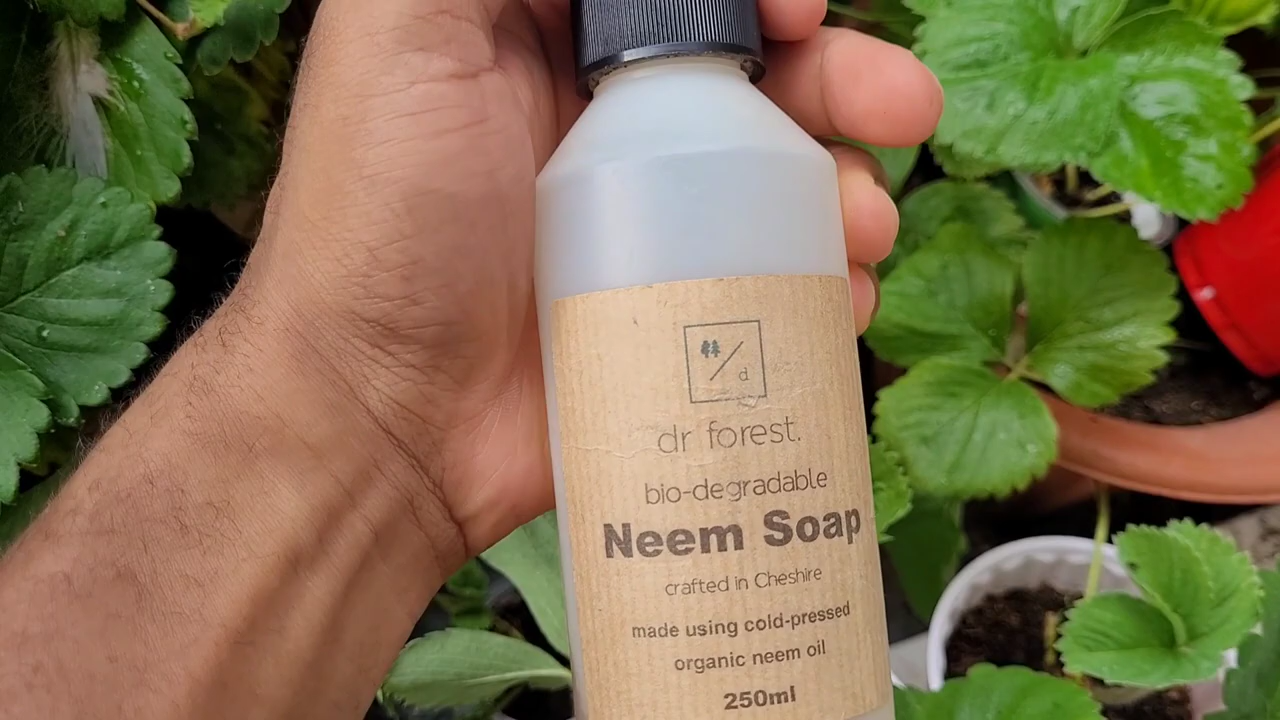 d
dr forest.
bio-degradable
Neem Soap
crafted in Cheshire
made using cold-pressed
organic neem oil
250ml